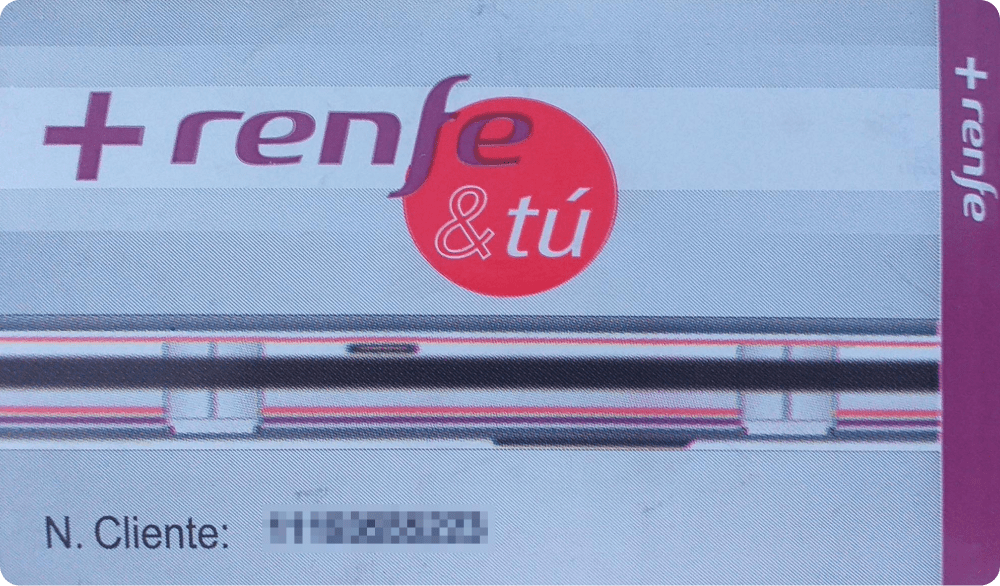 + renfe
& tú
N. Cliente:
+ renfe